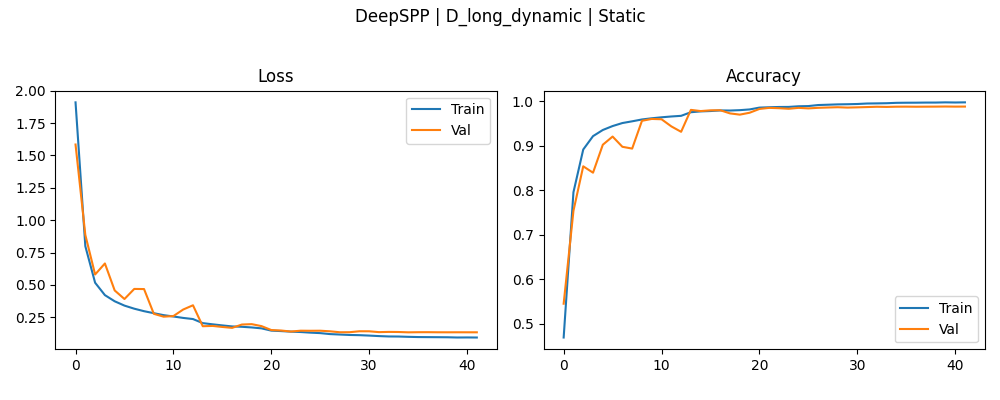 DeepSPP | D_long_dynamic | Static
Loss
2.00
1.75
1.50
1.25
1.00
0.75
0.50
0.25
0 10 20 30 40
Train
Val
Accuracy
1.0
0.9
0.8
0.7
0.6
0.5
0 10 20 30 40
Train
Val